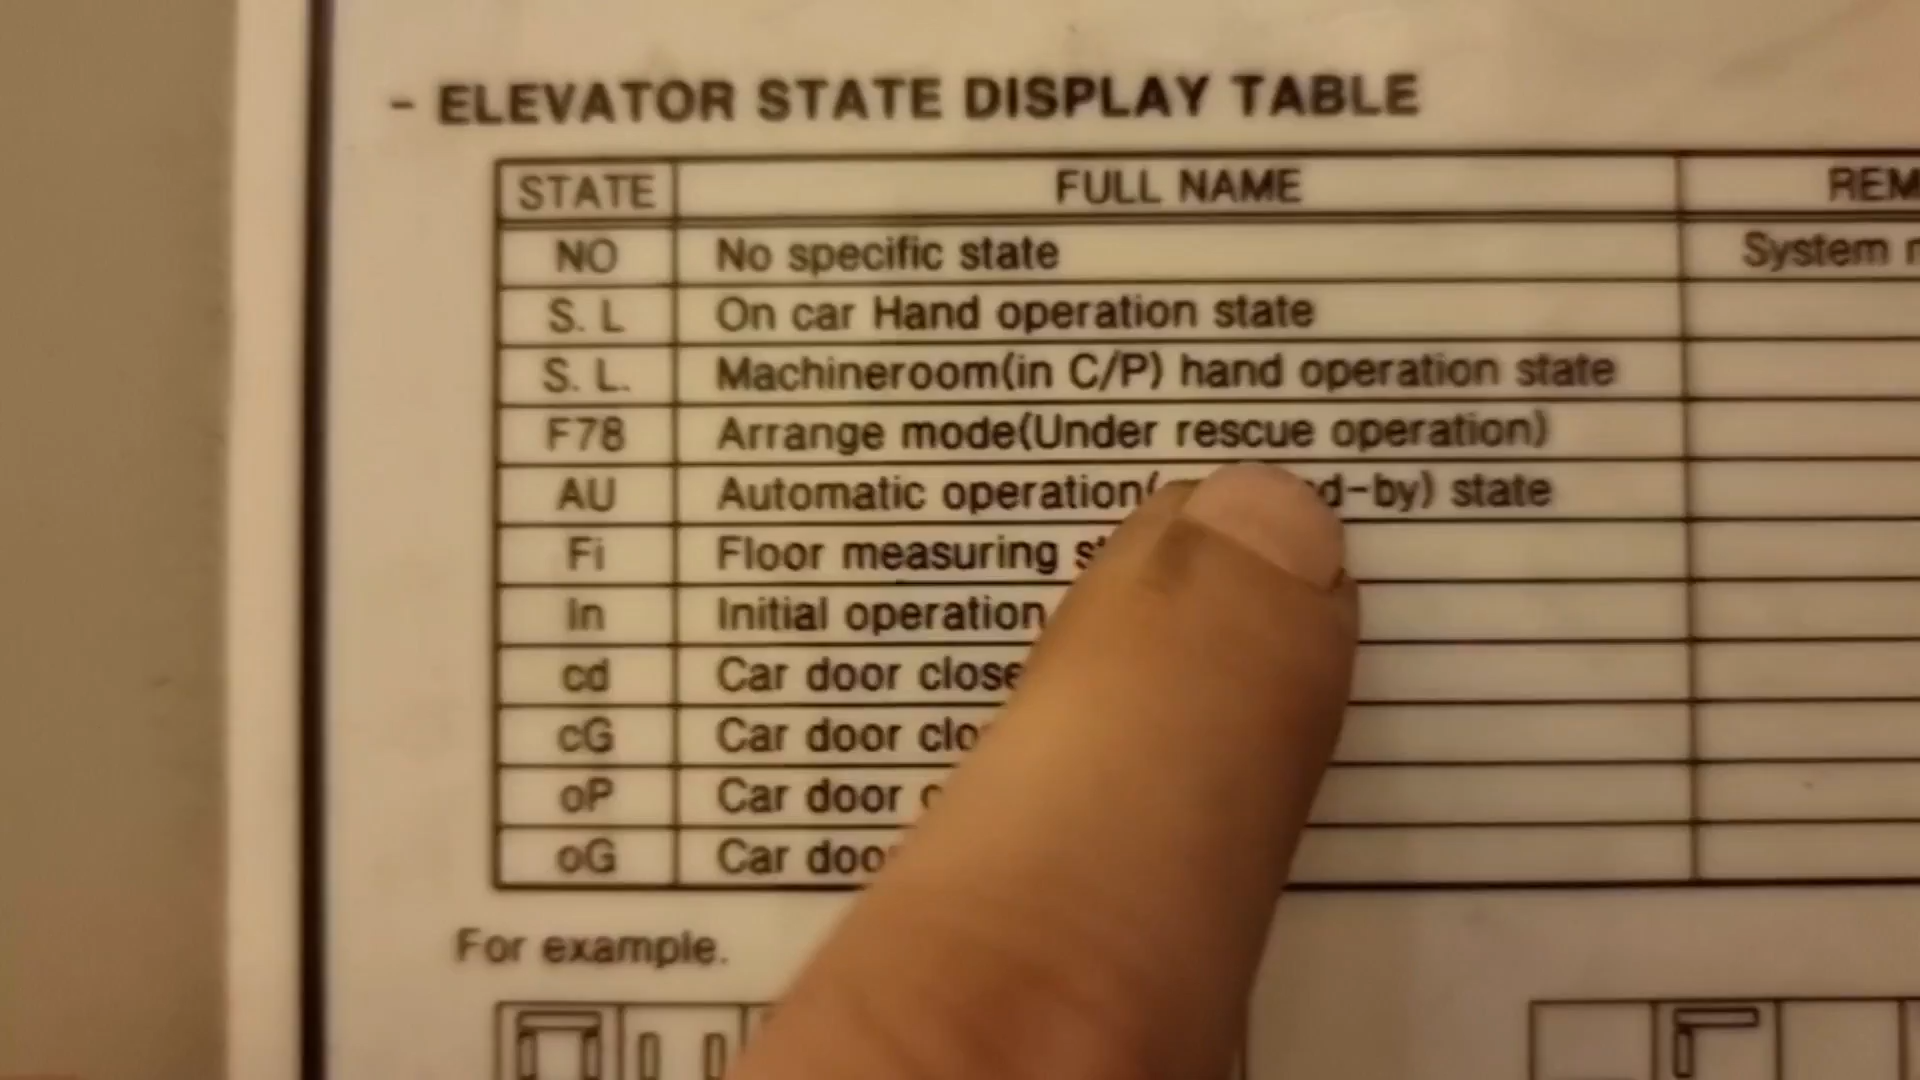 - ELEVATOR STATE DISPLAY TABLE
STATE FULL NAME
NO No specific state System
S. L On car Hand operation state
S. L. Machineroom(in C/P) hand operation state
F78 Arrange mode(Under rescue operation)
AU Automatic operation( d-by) state
Fi Floor measuring
In Initial operation
cd Car door close
cG Car door
oP Car door
oG Car
For example.